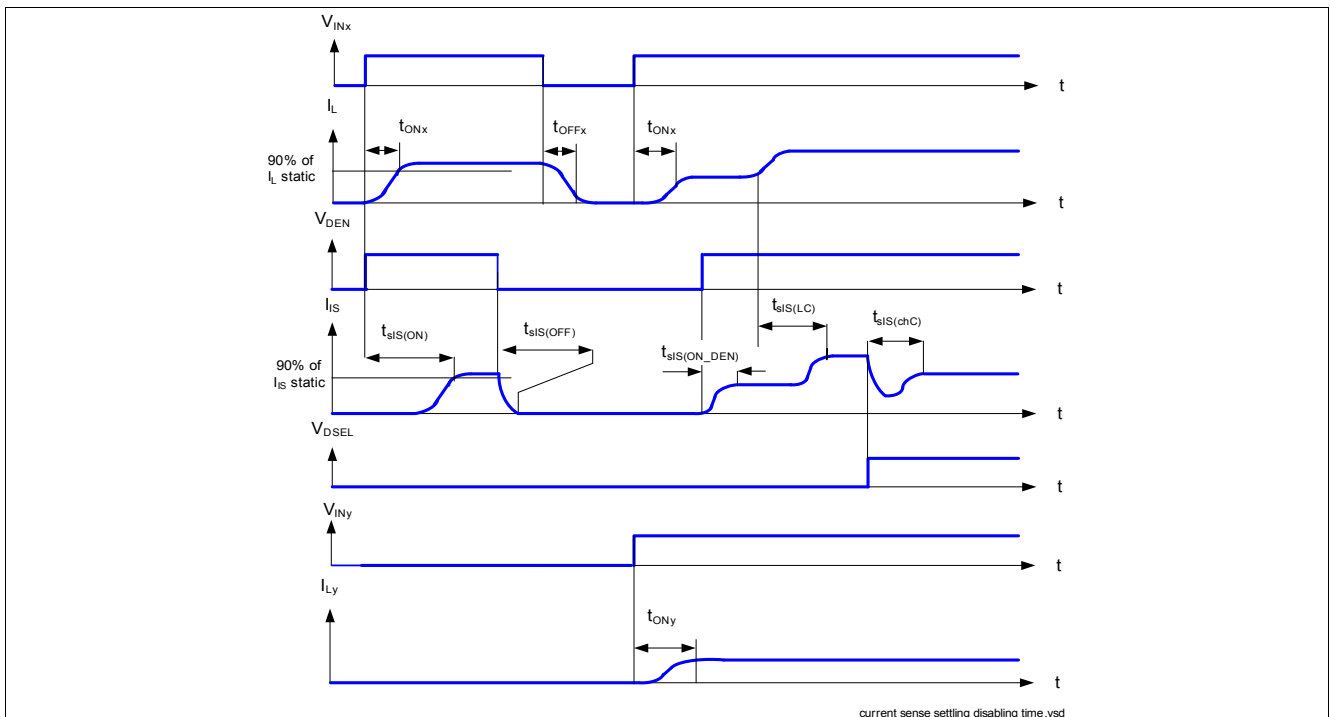 VINx
t
IL
tONx
tOFFx
tONx
90% of
IL static
t
VDEN
t
IIS
tsIS(ON)
tsIS(OFF)
tsIS(LC)
tsIS(chC)
tsIS(ON_DEN)
90% of
IIS static
t
VDSEL
t
VINy
t
ILy
tONy
t
current sense settling disabling time.vsd